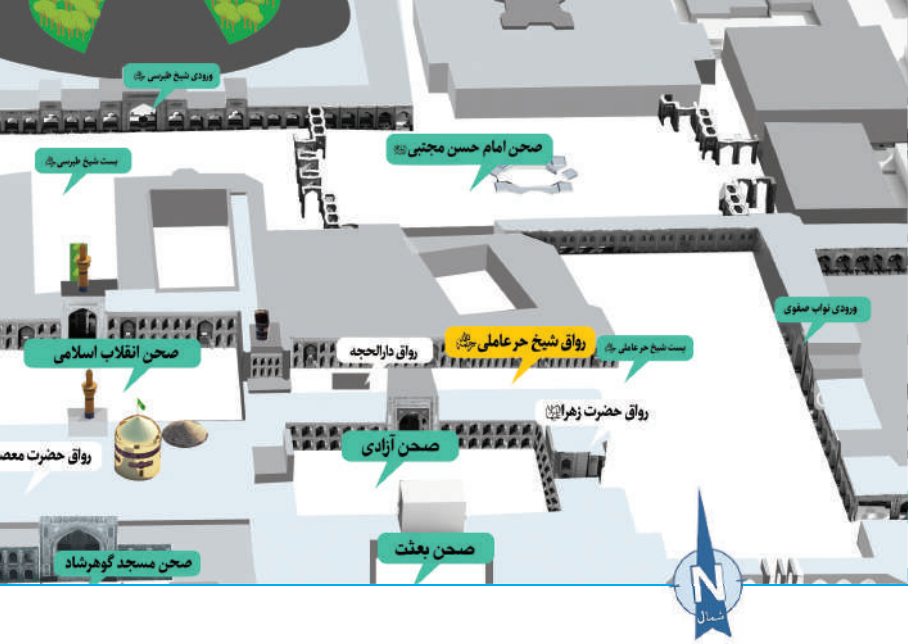 ورودی شیخ طبرسی
صحن امام حسن مجتبی
بست شیخ طبرسی
ورودی نواب صفوی
رواق شیخ حر عاملی
بست شیخ حر عاملی
رواق دارالحجه
صحن انقلاب اسلامی
رواق حضرت زهرا
صحن آزادی
رواق حضرت معص
صحن بعثت
صحن مسجد گوهرشاد
N
شمال